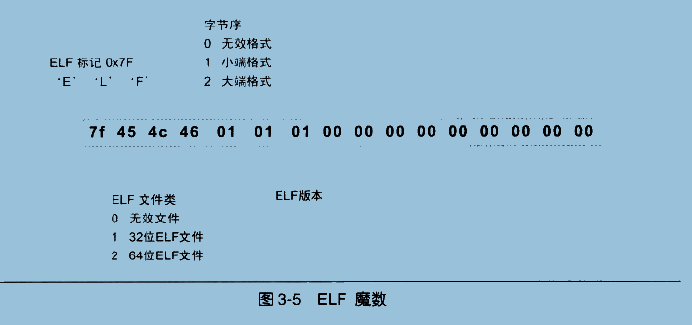 字节序
0 无效格式
ELF 标记 0x7F
1 小端格式
'E' 'L' 'F'
2 大端格式
7f 45 4c 46 01 01 01 00 00 00 00 00 00 00 00 00
ELF 文件类
ELF版本
0 无效文件
1 32位ELF文件
2 64位ELF文件
图 3-5 ELF 魔数